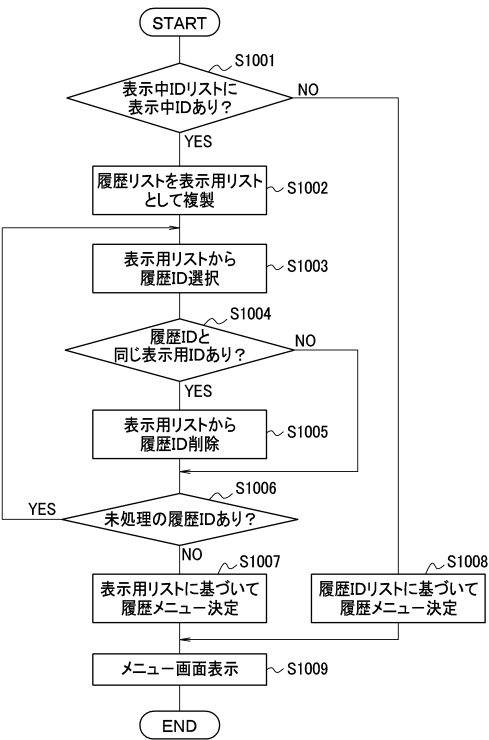 START
S1001
表示中IDリストに
表示中IDあり？
NO
YES
履歴リストを表示用リスト
として複製
S1002
表示用リストから
履歴ID選択
S1003
S1004
履歴IDと
同じ表示用IDあり？
NO
YES
表示用リストから
履歴ID削除
S1005
S1006
未処理の履歴IDあり？
YES
NO
S1007
表示用リストに基づいて
履歴メニュー決定
S1008
履歴IDリストに基づいて
履歴メニュー決定
メニュー画面表示
S1009
END